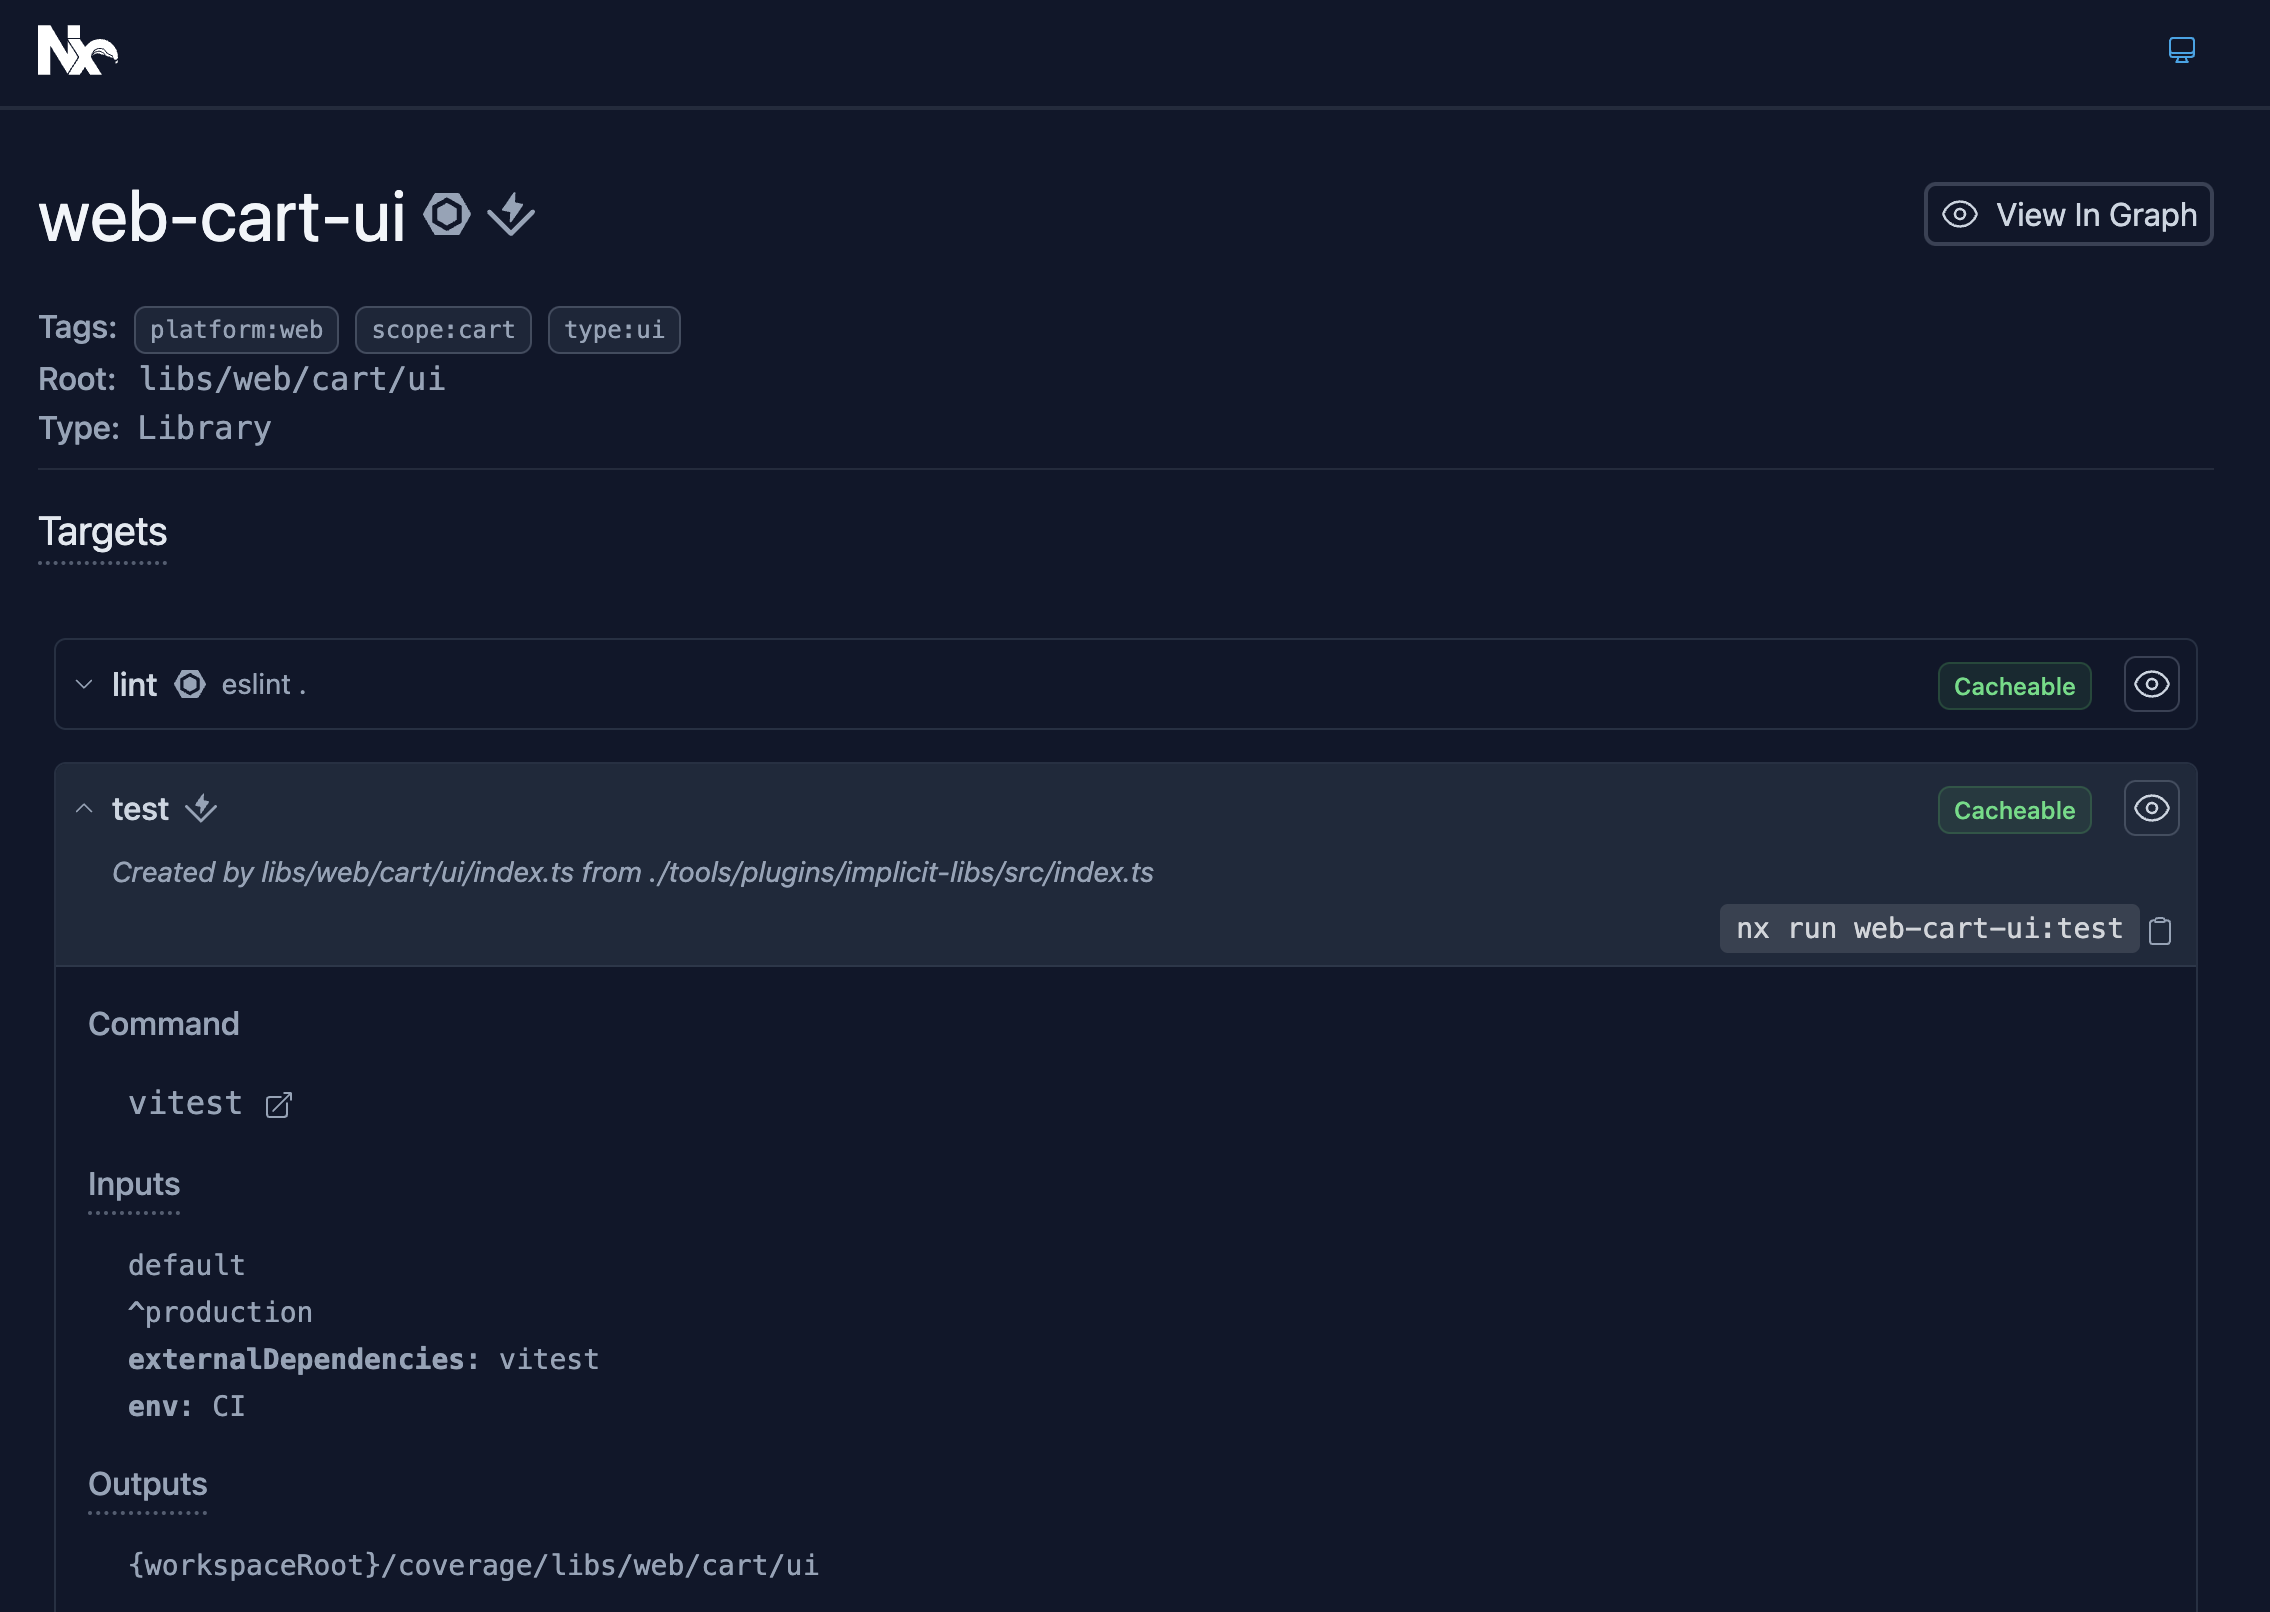 Nx
web-cart-ui
View In Graph
Tags: platform:web scope:cart type:ui
Root: libs/web/cart/ui
Type: Library
Targets
lint eslint . Cacheable
test Cacheable
Created by libs/web/cart/ui/index.ts from ./tools/plugins/implicit-libs/src/index.ts
nx run web-cart-ui:test
Command
vitest
Inputs
default
^production
externalDependencies: vitest
env: CI
Outputs
{workspaceRoot}/coverage/libs/web/cart/ui